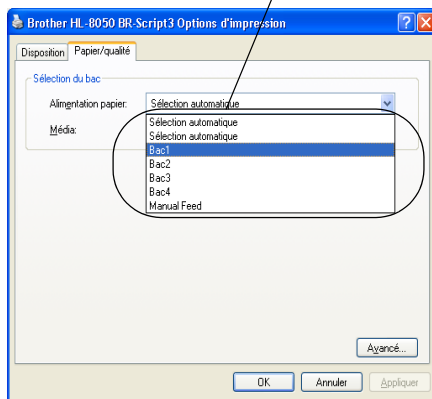 Brother HL-8050 BR-Script3 Options d'impression
Disposition Papier/qualité
Sélection du bac
Alimentation papier: Sélection automatique
Média: Sélection automatique
Sélection automatique
Bac1
Bac2
Bac3
Bac4
Manual Feed
Avancé...
OK Annuler Appliquer